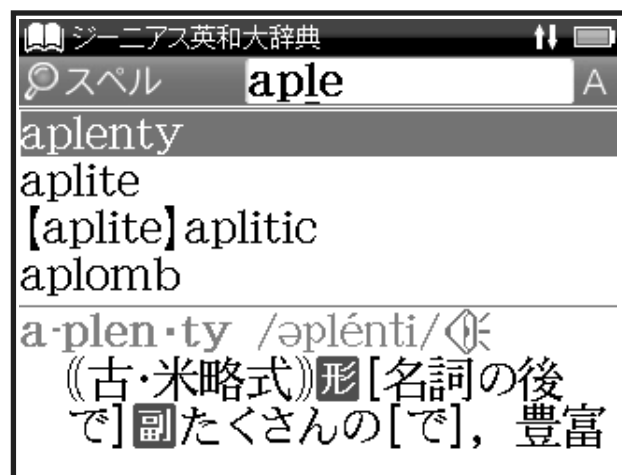 ジーニアス英和大辞典
スペル aple A
aplenty
aplite
【aplite】aplitic
aplomb
a·plen·ty /əplénti/
《古·米略式》形[名詞の後
で]副たくさんの[で],豊富